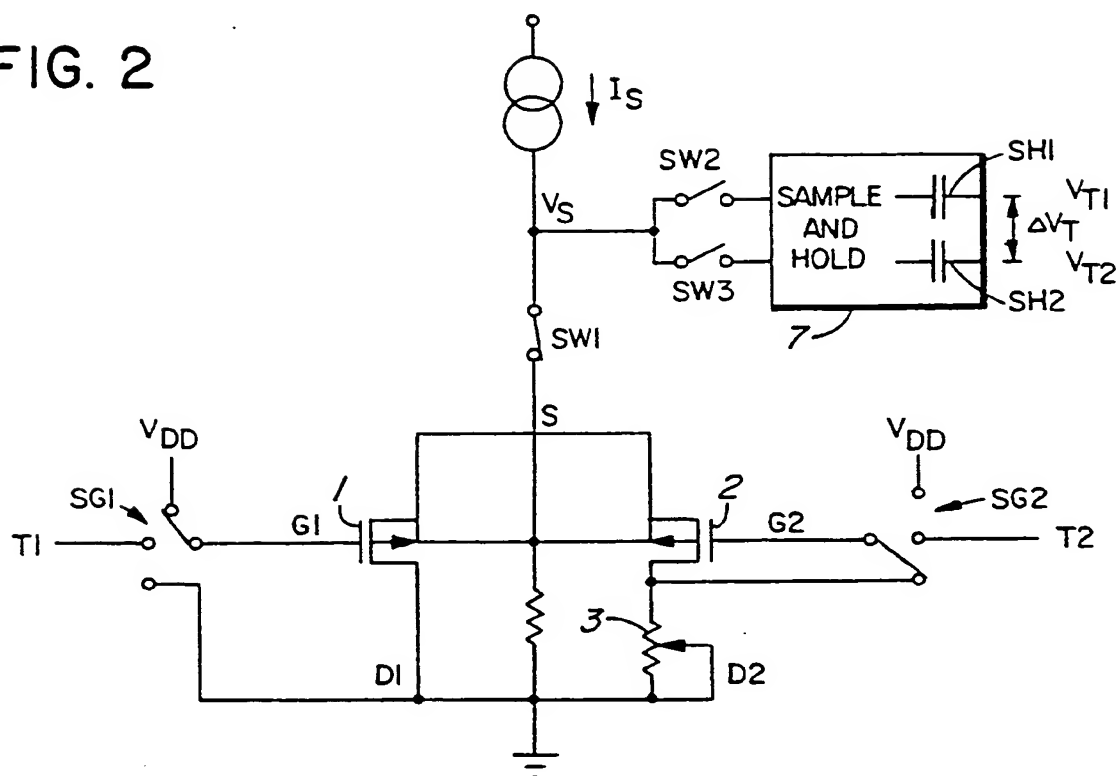 FIG. 2
I_S
SW2
SH1
V_S
SAMPLE
AND
HOLD
V_T1
ΔV_T
V_T2
SW3
SH2
7
SW1
S
V_DD
V_DD
SG1
1
2
SG2
T1
G1
G2
T2
3
D1
D2